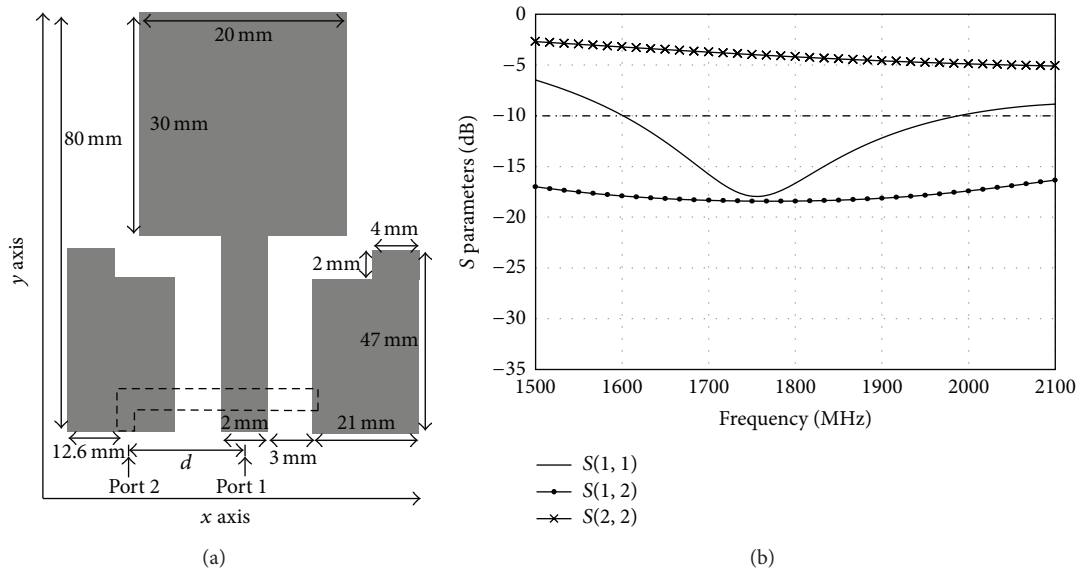 20 mm
30 mm
80 mm
y axis
4 mm
2 mm
47 mm
2 mm
21 mm
12.6 mm
d
3 mm
Port 2
Port 1
x axis
(a)
0
−5
−10
−15
−20
−25
−30
−35
S parameters (dB)
1500 1600 1700 1800 1900 2000 2100
Frequency (MHz)
S(1, 1)
S(1, 2)
S(2, 2)
(b)